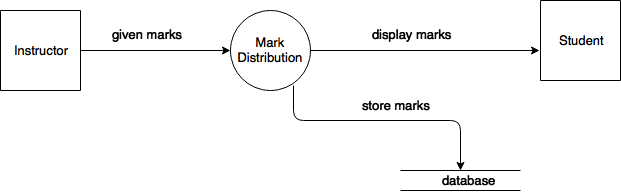 given marks
Instructor
Mark
Distribution
display marks
Student
store marks
database